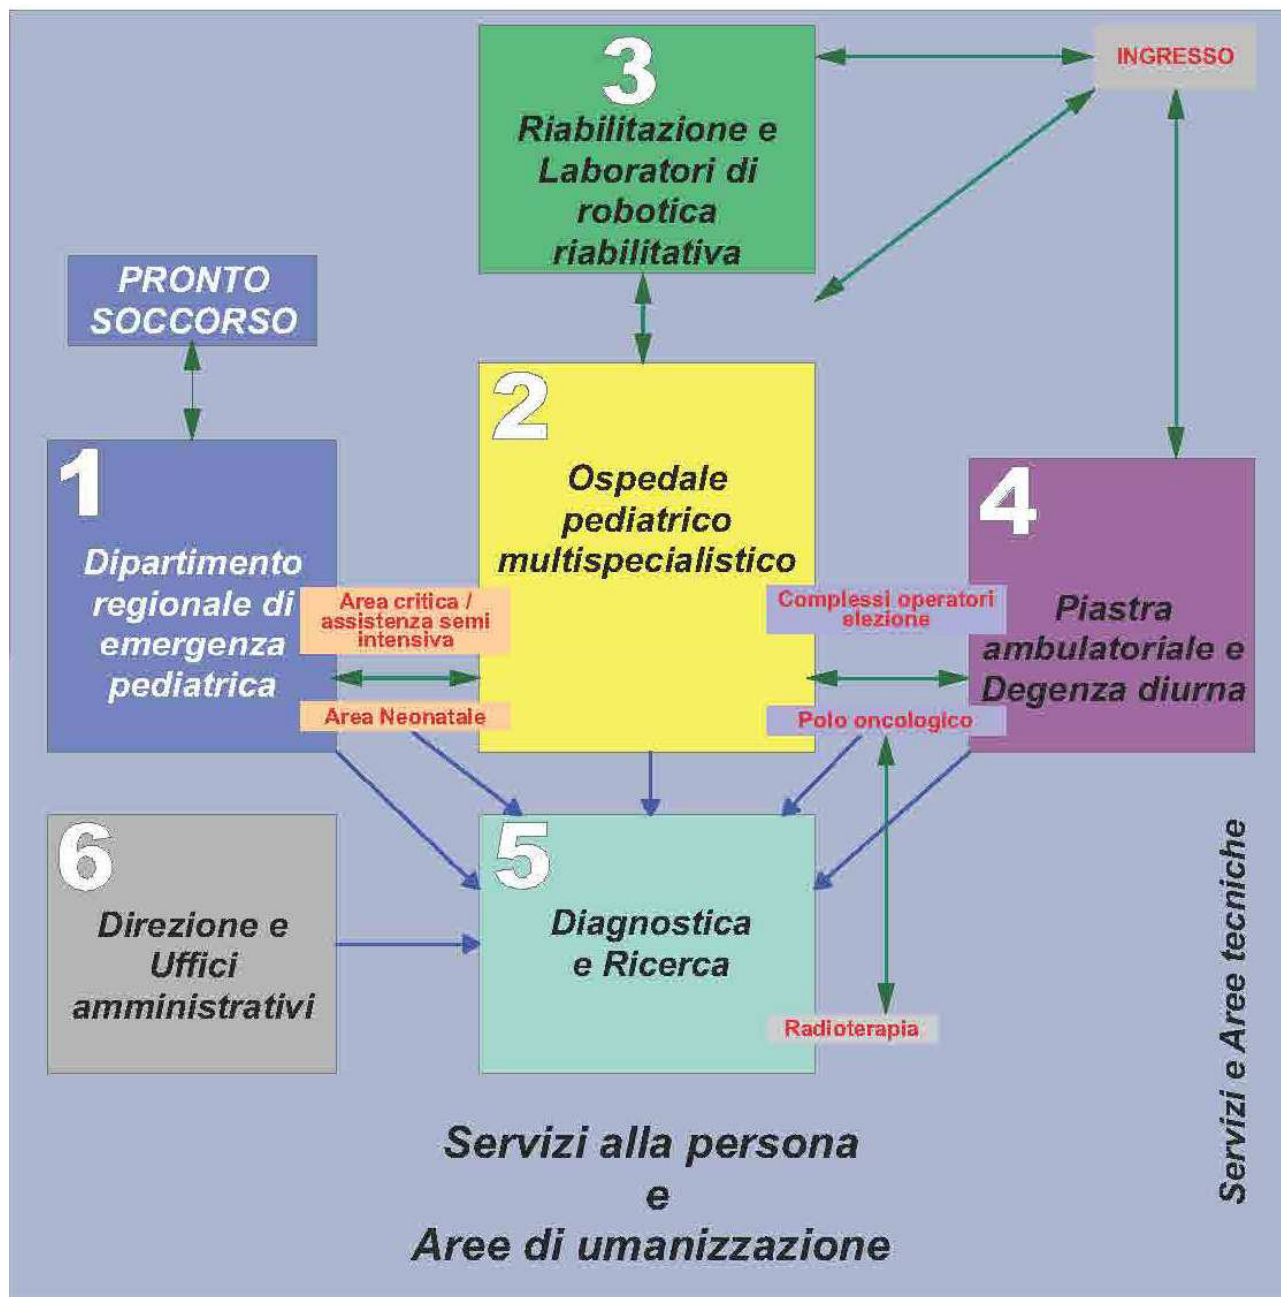 3
Riabilitazione e
Laboratori di
robotica
riabilitativa
INGRESSO
PRONTO
SOCCORSO
1
Dipartimento
regionale di
emergenza
pediatrica
2
Ospedale
pediatrico
multispecialistico
4
Piastra
ambulatoriale e
Degenza diurna
Area critica /
assistenza semi
intensiva
Area Neonatale
Complessi operatori
elezione
Polo oncologico
6
Direzione e
Uffici
amministrativi
5
Diagnostica
e Ricerca
Radioterapia
Servizi e Aree tecniche
Servizi alla persona
e
Aree di umanizzazione